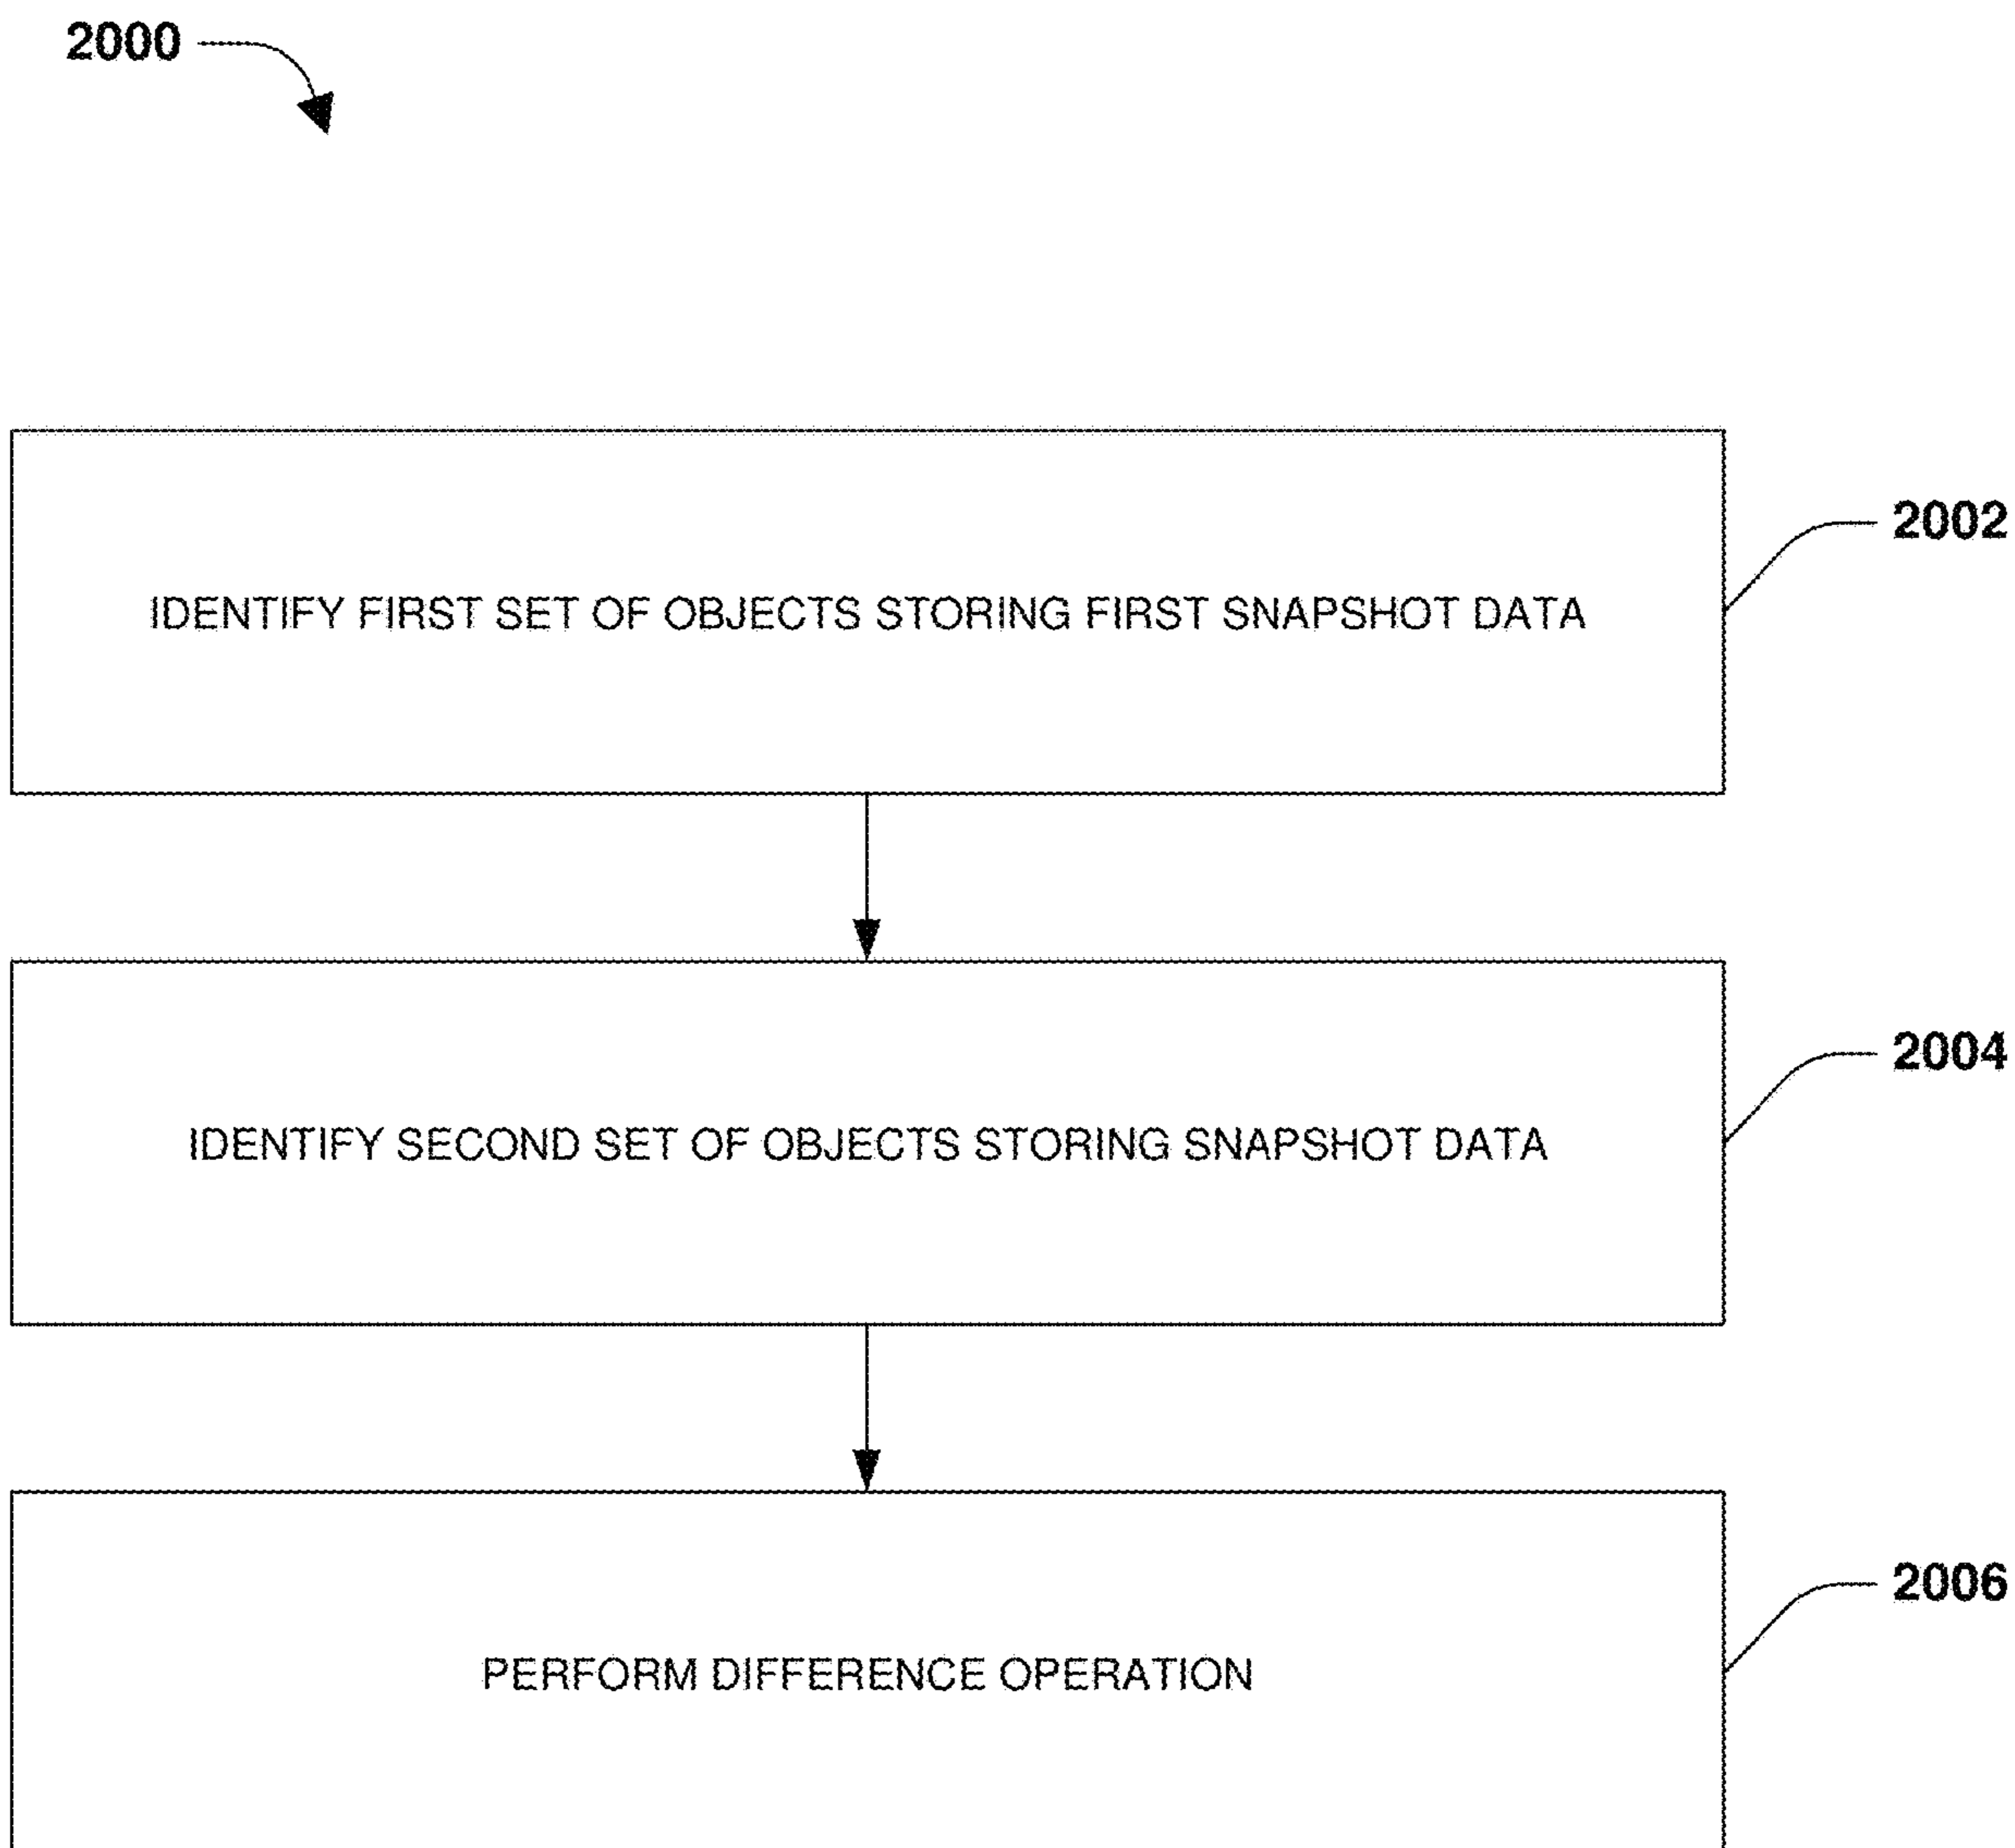 2000
IDENTIFY FIRST SET OF OBJECTS STORING FIRST SNAPSHOT DATA
2002
IDENTIFY SECOND SET OF OBJECTS STORING SNAPSHOT DATA
2004
PERFORM DIFFERENCE OPERATION
2006